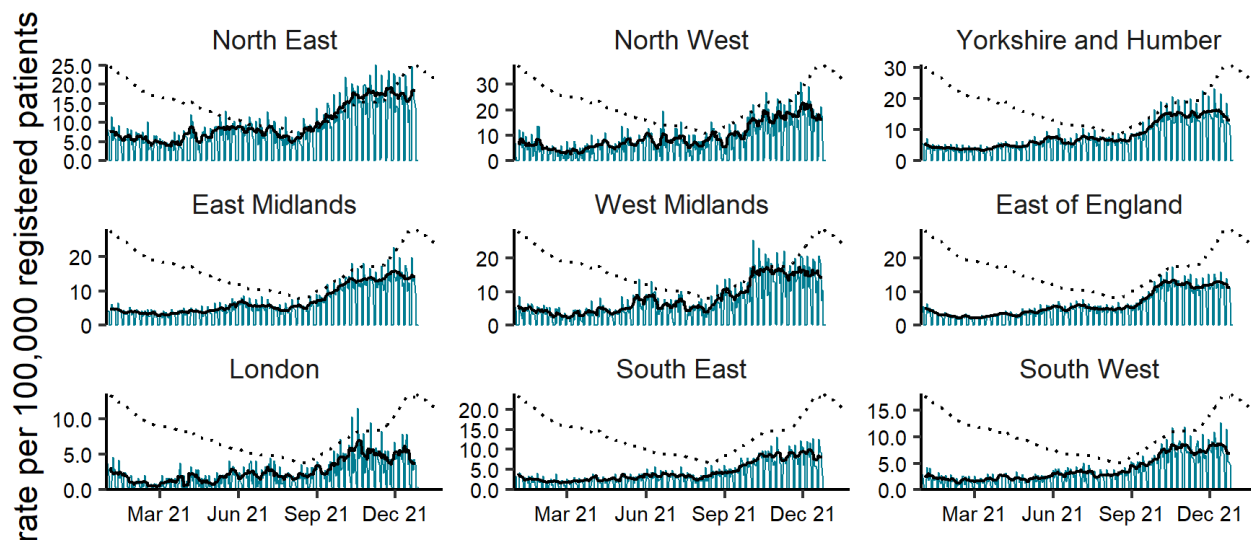 rate per 100,000 registered patients
North East
25.0
20.0
15.0
10.0
5.0
0.0
North West
30
20
10
0
Yorkshire and Humber
30
20
10
0
East Midlands
20
10
0
West Midlands
20
10
0
East of England
20
10
0
London
10.0
5.0
0.0
Mar 21 Jun 21 Sep 21 Dec 21
South East
20.0
15.0
10.0
5.0
0.0
Mar 21 Jun 21 Sep 21 Dec 21
South West
15.0
10.0
5.0
0.0
Mar 21 Jun 21 Sep 21 Dec 21